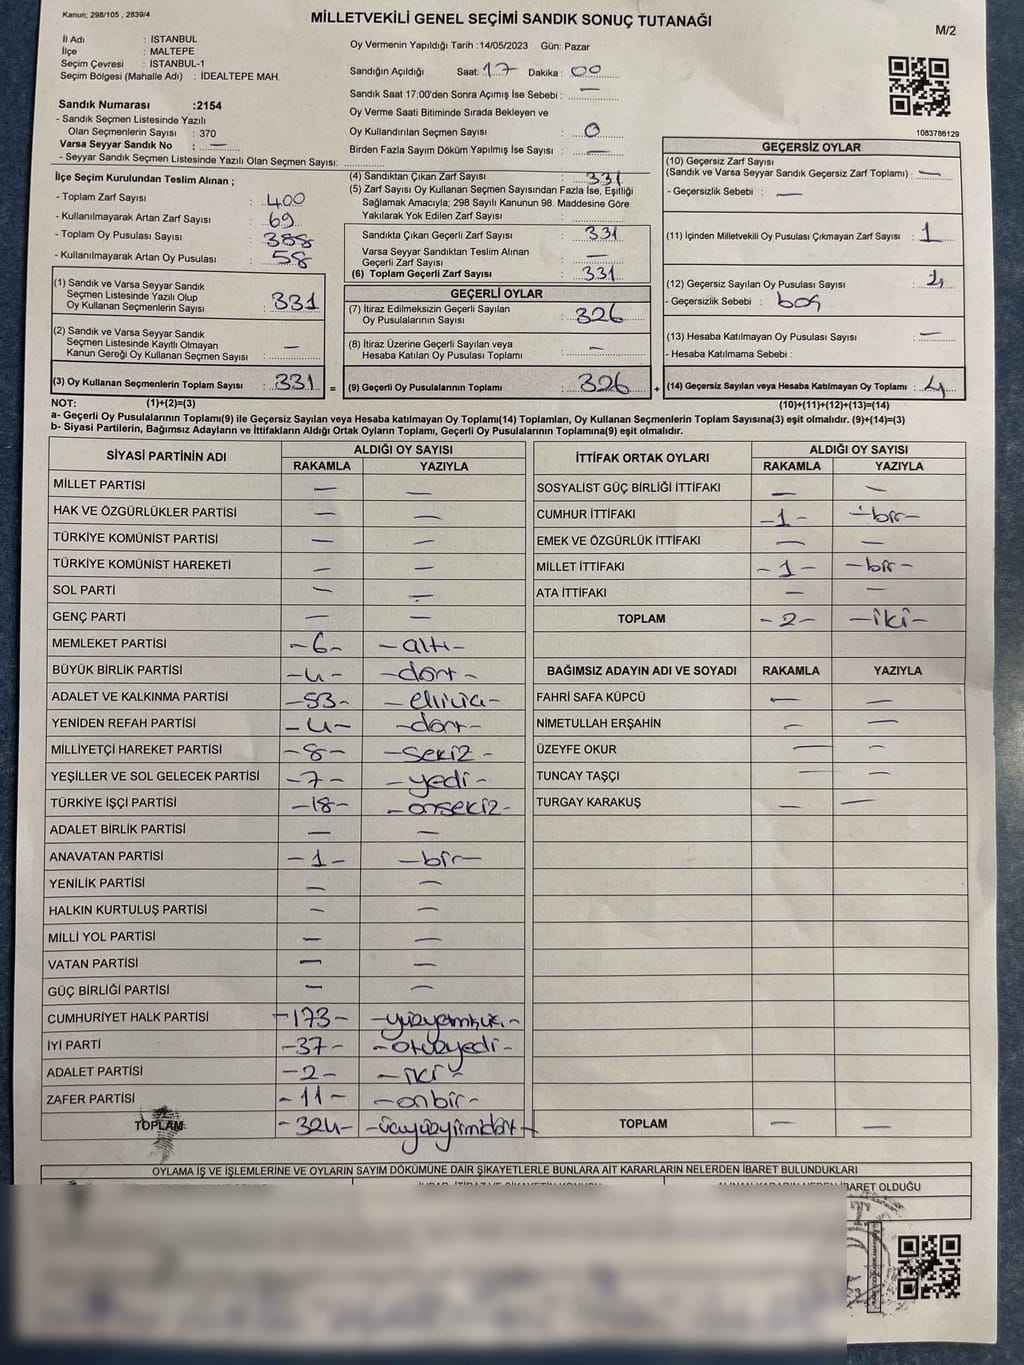 Kanun; 298/105 , 2839/4
MİLLETVEKİLİ GENEL SEÇİMİ SANDIK SONUÇ TUTANAĞI
M/2
İl Adı : İSTANBUL
İlçe : MALTEPE
Seçim Çevresi : İSTANBUL-1
Seçim Bölgesi (Mahalle Adı) : İDEALTEPE MAH.
Sandık Numarası :2154
- Sandık Seçmen Listesinde Yazılı
Olan Seçmenlerin Sayısı : 370
Varsa Seyyar Sandık No : —
- Seyyar Sandık Seçmen Listesinde Yazılı Olan Seçmen Sayısı:
Oy Vermenin Yapıldığı Tarih :14/05/2023 Gün: Pazar
Sandığın Açıldığı Saat: 17 Dakika : 00
Sandık Saat 17:00'den Sonra Açımış İse Sebebi : —
Oy Verme Saati Bitiminde Sırada Bekleyen ve
Oy Kullandırılan Seçmen Sayısı : 0
Birden Fazla Sayım Döküm Yapılmış İse Sayısı : —
1083786129
İlçe Seçim Kurulundan Teslim Alınan ;
- Toplam Zarf Sayısı : 400
- Kullanılmayarak Artan Zarf Sayısı : 69
- Toplam Oy Pusulası Sayısı : 388
- Kullanılmayarak Artan Oy Pusulası : 58
(1) Sandık ve Varsa Seyyar Sandık
Seçmen Listesinde Yazılı Olup
Oy Kullanan Seçmenlerin Sayısı : 331
(2) Sandık ve Varsa Seyyar Sandık
Seçmen Listesinde Kayıtlı Olmayan
Kanun Gereği Oy Kullanan Seçmen Sayısı : —
(3) Oy Kullanan Seçmenlerin Toplam Sayısı : 331 =
(4) Sandıktan Çıkan Zarf Sayısı : 331
(5) Zarf Sayısı Oy Kullanan Seçmen Sayısından Fazla İse, Eşitliği
Sağlamak Amacıyla; 298 Sayılı Kanunun 98. Maddesine Göre
Yakılarak Yok Edilen Zarf Sayısı :
Sandıkta Çıkan Geçerli Zarf Sayısı : 331
Varsa Seyyar Sandıktan Teslim Alınan
Geçerli Zarf Sayısı : —
(6) Toplam Geçerli Zarf Sayısı : 331
GEÇERLİ OYLAR
(7) İtiraz Edilmeksizin Geçerli Sayılan
Oy Pusulalarının Sayısı : 326
(8) İtiraz Üzerine Geçerli Sayılan veya
Hesaba Katılan Oy Pusulası Toplamı : —
(9) Geçerli Oy Pusulalarının Toplamı : 326 +
GEÇERSİZ OYLAR
(10) Geçersiz Zarf Sayısı
(Sandık ve Varsa Seyyar Sandık Geçersiz Zarf Toplamı) : —
- Geçersizlik Sebebi : —
(11) İçinden Milletvekili Oy Pusulası Çıkmayan Zarf Sayısı : 1
(12) Geçersiz Sayılan Oy Pusulası Sayısı :
- Geçersizlik Sebebi : boş
(13) Hesaba Katılmayan Oy Pusulası Sayısı : —
- Hesaba Katılmama Sebebi :
(14) Geçersiz Sayılan veya Hesaba Katılmayan Oy Toplamı : 4
NOT: (1)+(2)=(3)
(10)+(11)+(12)+(13)=(14)
a- Geçerli Oy Pusulalarının Toplamı(9) ile Geçersiz Sayılan veya Hesaba katılmayan Oy Toplamı(14) Toplamları, Oy Kullanan Seçmenlerin Toplam Sayısına(3) eşit olmalıdır. (9)+(14)=(3)
b- Siyasi Partilerin, Bağımsız Adayların ve İttifakların Aldığı Ortak Oyların Toplamı, Geçerli Oy Pusulalarının Toplamına(9) eşit olmalıdır.
SİYASİ PARTİNİN ADI ALDIĞI OY SAYISI
RAKAMLA YAZIYLA
MİLLET PARTİSİ — —
HAK VE ÖZGÜRLÜKLER PARTİSİ — —
TÜRKİYE KOMÜNİST PARTİSİ — —
TÜRKİYE KOMÜNİST HAREKETİ — —
SOL PARTİ — —
GENÇ PARTİ — —
MEMLEKET PARTİSİ -6- -altı-
BÜYÜK BİRLİK PARTİSİ -4- -dört-
ADALET VE KALKINMA PARTİSİ -53- -elliüç-
YENİDEN REFAH PARTİSİ -4- -dört-
MİLLİYETÇİ HAREKET PARTİSİ -8- -sekiz-
YEŞİLLER VE SOL GELECEK PARTİSİ -7- -yedi-
TÜRKİYE İŞÇİ PARTİSİ -18- -onsekiz-
ADALET BİRLİK PARTİSİ — —
ANAVATAN PARTİSİ -1- -bir-
YENİLİK PARTİSİ — —
HALKIN KURTULUŞ PARTİSİ — —
MİLLİ YOL PARTİSİ — —
VATAN PARTİSİ — —
GÜÇ BİRLİĞİ PARTİSİ — —
CUMHURİYET HALK PARTİSİ -173- -yüzyetmişüç-
İYİ PARTİ -37- -otuzyedi-
ADALET PARTİSİ -2- -iki-
ZAFER PARTİSİ -11- -onbir-
TOPLAM -324- -üçyüzyirmidört-
İTTİFAK ORTAK OYLARI ALDIĞI OY SAYISI
RAKAMLA YAZIYLA
SOSYALİST GÜÇ BİRLİĞİ İTTİFAKI — —
CUMHUR İTTİFAKI -1- -bir-
EMEK VE ÖZGÜRLÜK İTTİFAKI — —
MİLLET İTTİFAKI -1- -bir-
ATA İTTİFAKI — —
TOPLAM -2- -iki-
BAĞIMSIZ ADAYIN ADI VE SOYADI RAKAMLA YAZIYLA
FAHRİ SAFA KÜPCÜ — —
NİMETULLAH ERŞAHİN — —
ÜZEYFE OKUR — —
TUNCAY TAŞÇI — —
TURGAY KARAKUŞ — —
TOPLAM — —
OYLAMA İŞ VE İŞLEMLERİNE VE OYLARIN SAYIM DÖKÜMÜNE DAİR ŞİKAYETLERLE BUNLARA AİT KARARLARIN NELERDEN İBARET BULUNDUKLARI
İBARET OLDUĞU